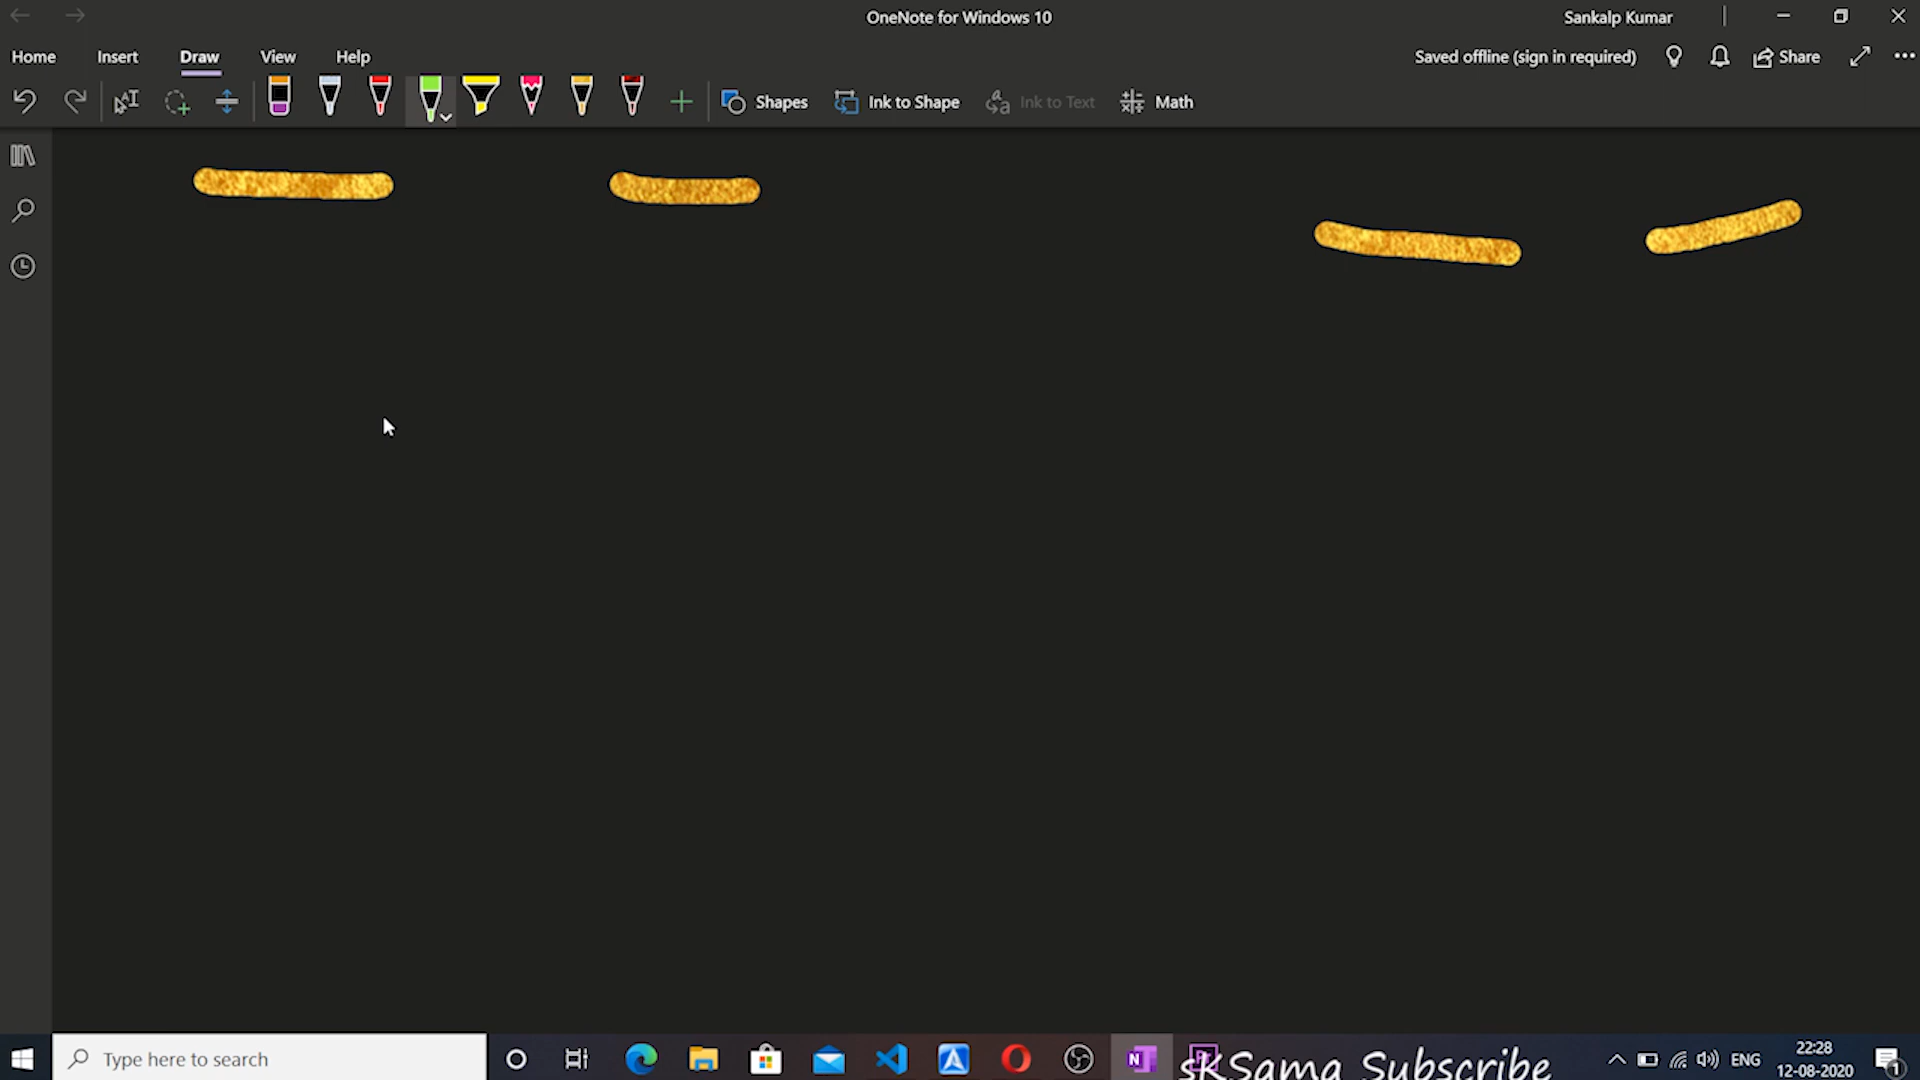 OneNote for Windows 10
Sankalp Kumar
Home Insert Draw View Help
Saved offline (sign in required) Share
Shapes Ink to Shape Ink to Text Math
Type here to search
sKSama Subscribe
ENG
22:28
12-08-2020
1